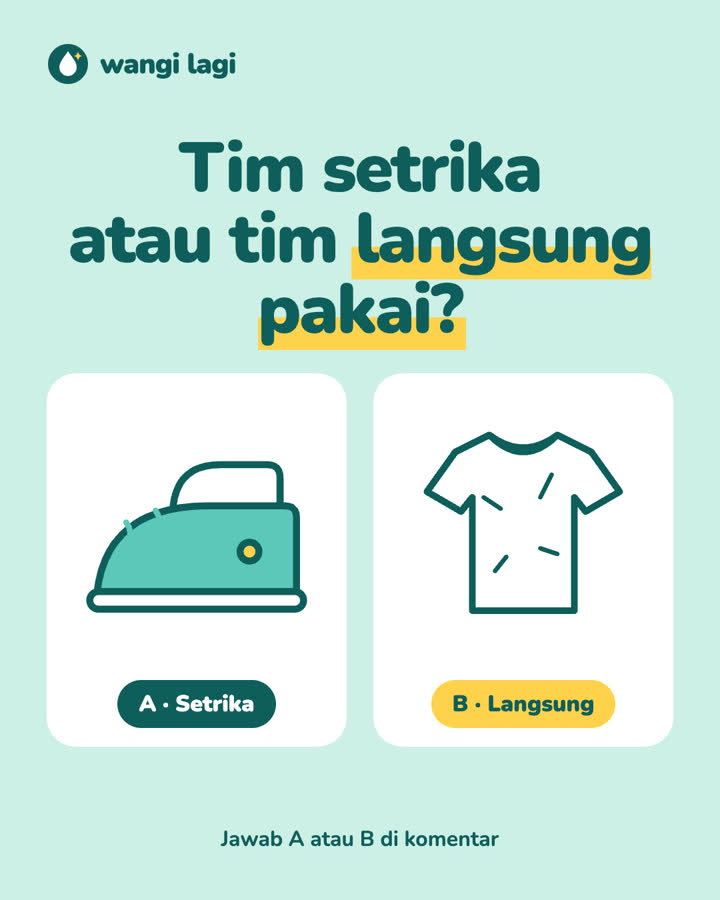 wangi lagi
Tim setrika
atau tim langsung
pakai?
A · Setrika
B · Langsung
Jawab A atau B di komentar